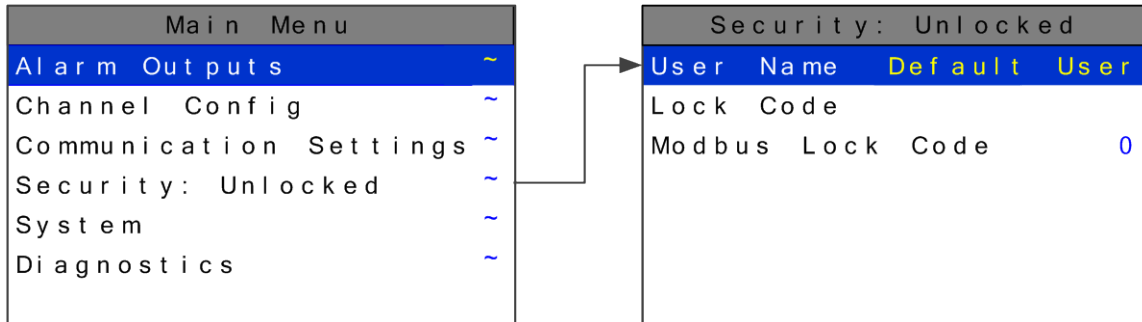 Main Menu
Alarm Outputs ~
Channel Config ~
Communication Settings ~
Security: Unlocked ~
System ~
Diagnostics ~
Security: Unlocked
User Name Default User
Lock Code
Modbus Lock Code 0